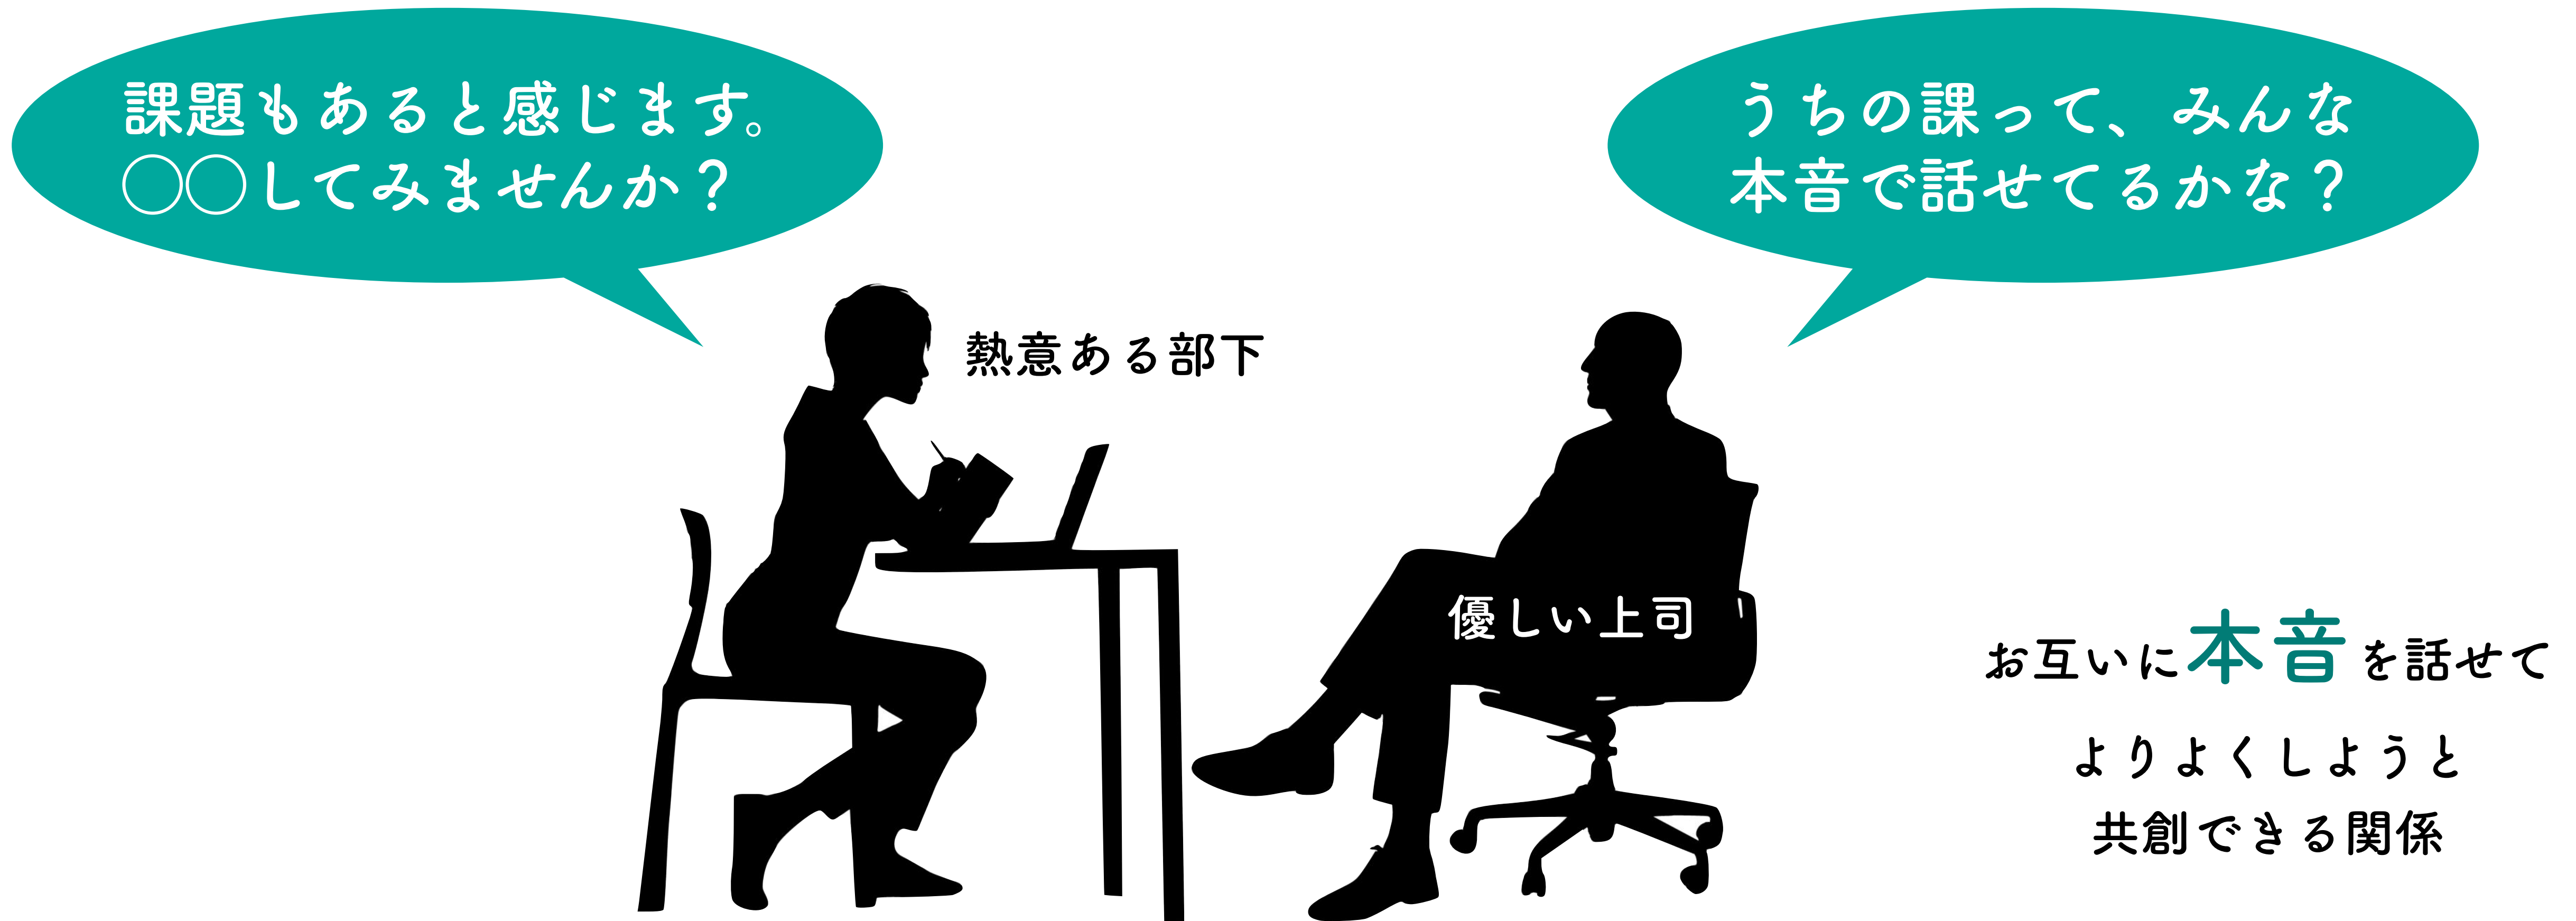 課題もあると感じます。
○○してみませんか？
うちの課って、みんな
本音で話せてるかな？
熱意ある部下
優しい上司
お互いに本音を話せて
よりよくしようと
共創できる関係